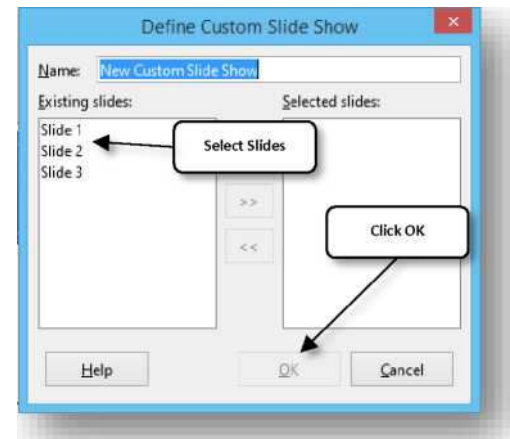 Define Custom Slide Show
Name: New Custom Slide Show
Existing slides: Selected slides:
Slide 1
Slide 2
Slide 3
Select Slides
>>
<<
Click OK
Help OK Cancel